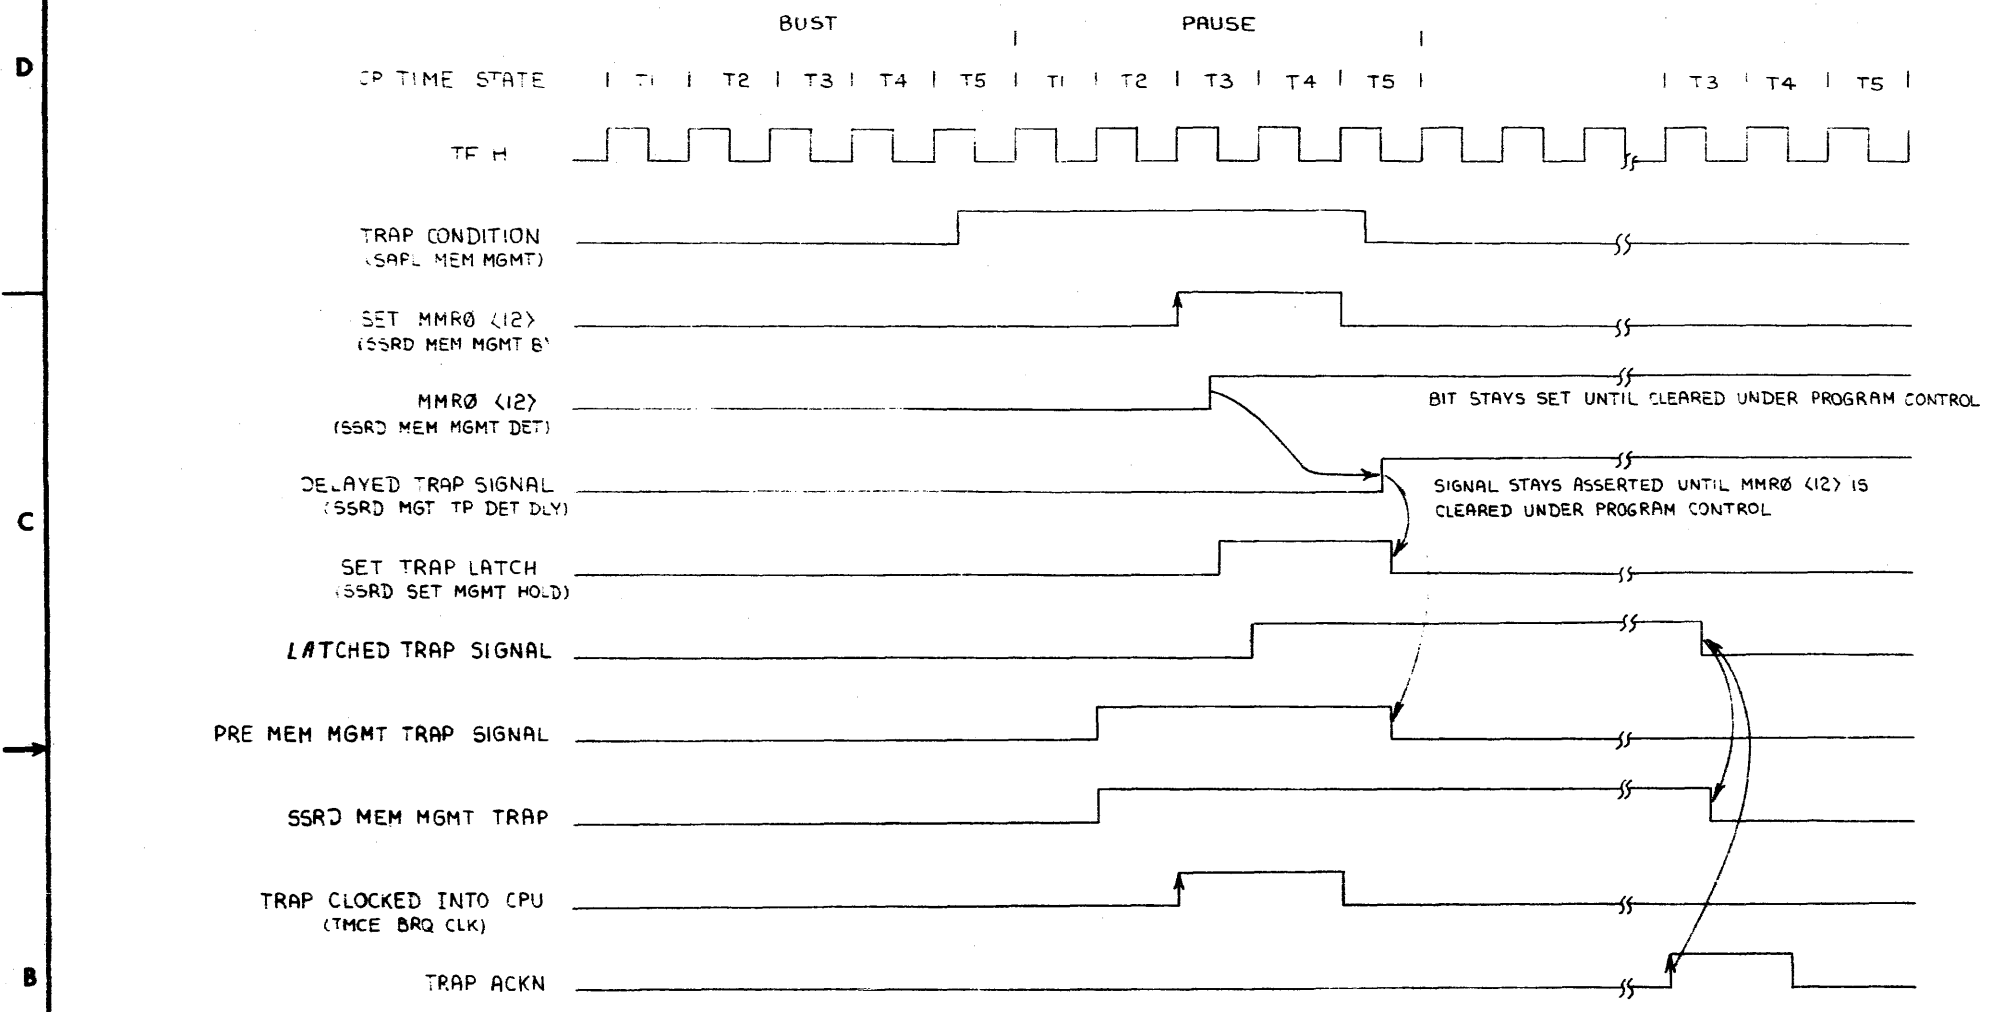 BUST PAUSE
D
CP TIME STATE T1 T2 T3 T4 T5 T1 T2 T3 T4 T5 T3 T4 T5
TF H
TRAP CONDITION
(SAPL MEM MGMT)
SET MMRØ <12>
(SSRD MEM MGMT B)
MMRØ <12>
(SSRD MEM MGMT DET)
BIT STAYS SET UNTIL CLEARED UNDER PROGRAM CONTROL
DELAYED TRAP SIGNAL
(SSRD MGT TP DET DLY)
SIGNAL STAYS ASSERTED UNTIL MMRØ <12> IS
CLEARED UNDER PROGRAM CONTROL
C
SET TRAP LATCH
(SSRD SET MGMT HOLD)
LATCHED TRAP SIGNAL
PRE MEM MGMT TRAP SIGNAL
SSRD MEM MGMT TRAP
TRAP CLOCKED INTO CPU
(TMCE BRQ CLK)
B
TRAP ACKN